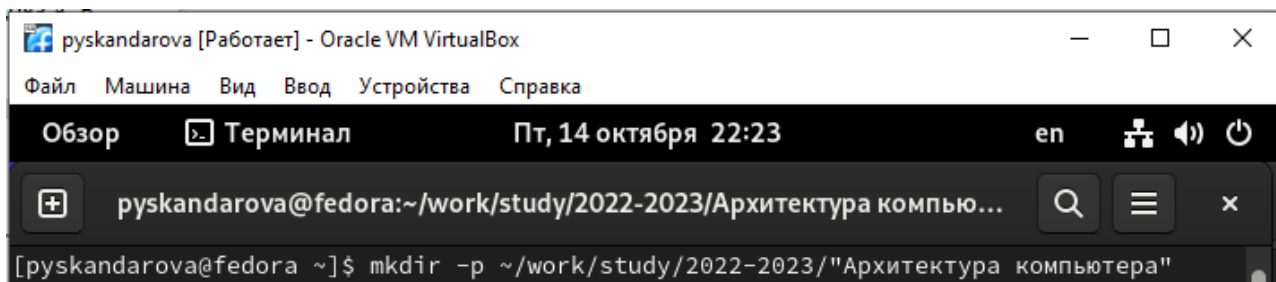 pyskandarova [Работает] - Oracle VM VirtualBox
Файл Машина Вид Ввод Устройства Справка
Обзор Терминал Пт, 14 октября 22:23 en
pyskandarova@fedora:~/work/study/2022-2023/Архитектура компью...
[pyskandarova@fedora ~]$ mkdir -p ~/work/study/2022-2023/"Архитектура компьютера"